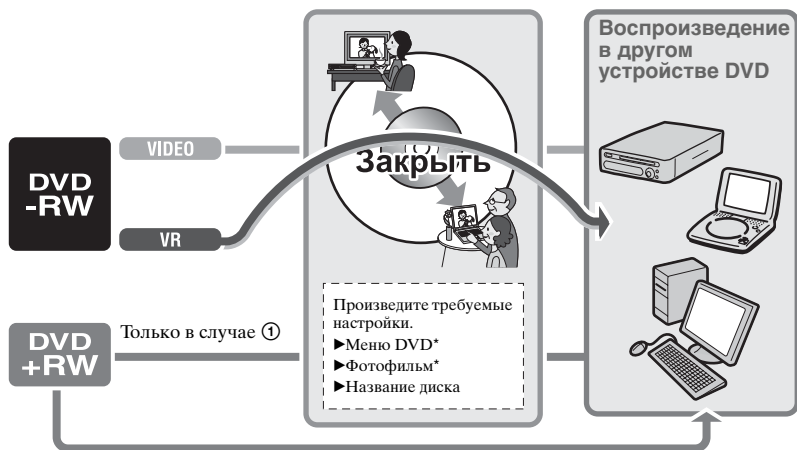 Воспроизведение
в другом
устройстве DVD
VIDEO
Закрыть
DVD
-RW
VR
Произведите требуемые
настройки.
►Меню DVD*
►Фотофильм*
►Название диска
Только в случае ①
DVD
+RW